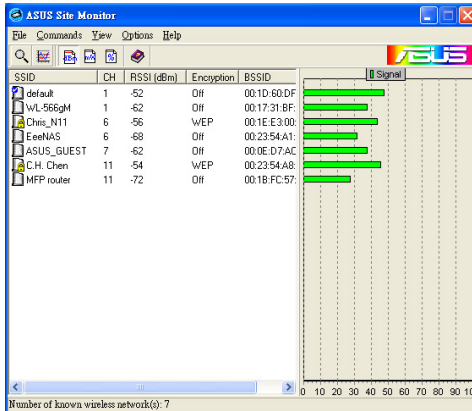 ASUS Site Monitor
File Commands View Options Help
dBm mW %
ASUS
SSID CH RSSI (dBm) Encryption BSSID
Signal
default 1 -52 Off 00:1D:60:DF
WL-566gM 1 -62 Off 00:17:31:BF:
Chris_N11 6 -56 WEP 00:1E:E3:00:
EeeNAS 6 -68 Off 00:23:54:A1:
ASUS_GUEST 7 -62 Off 00:0E:D7:AC
C.H. Chen 11 -54 WEP 00:23:54:A8:
MFP router 11 -72 Off 00:1B:FC:57:
0 10 20 30 40 50 60 70 80 90 10
Number of known wireless network(s): 7